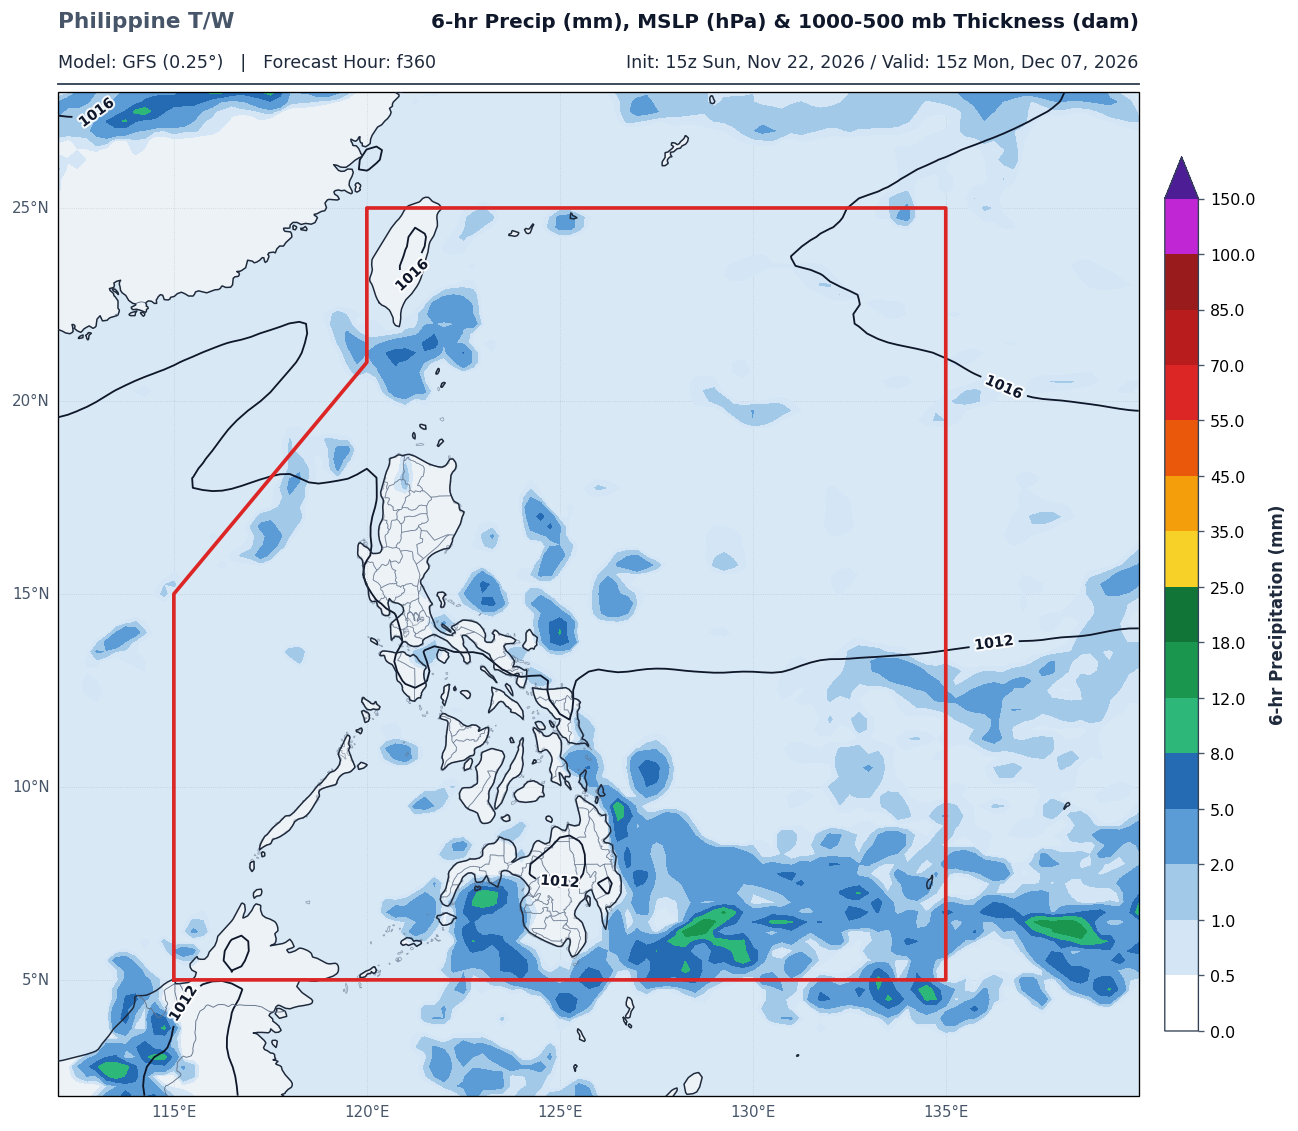 Philippine T/W
6-hr Precip (mm), MSLP (hPa) & 1000-500 mb Thickness (dam)
Model: GFS (0.25°) | Forecast Hour: f360
Init: 15z Sun, Nov 22, 2026 / Valid: 15z Mon, Dec 07, 2026
1016
25°N
1016
20°N
1016
15°N
1012
10°N
1012
5°N
1012
115°E
120°E
125°E
130°E
135°E
150.0
100.0
85.0
70.0
55.0
45.0
35.0
25.0
18.0
12.0
8.0
5.0
2.0
1.0
0.5
0.0
6-hr Precipitation (mm)